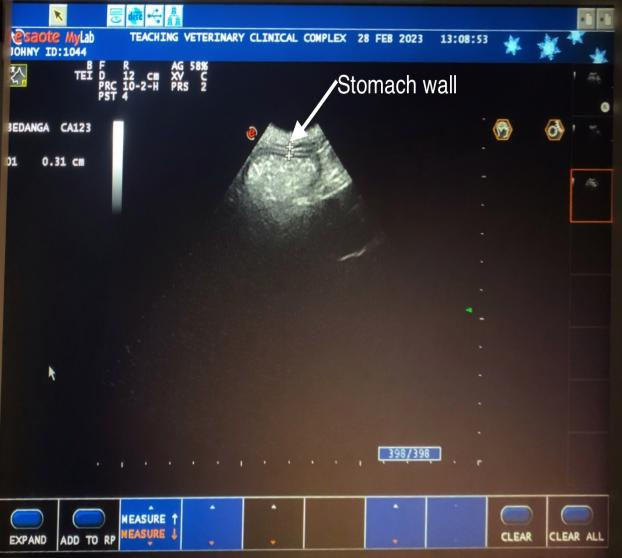 esaote MyLab TEACHING VETERINARY CLINICAL COMPLEX 28 FEB 2023 13:08:53
JOHNY ID:1044
B F R AG 58%
TEI D 12 cm XV C
PRC 10-2-H PRS 2
PST 4
Stomach wall
BEDANGA CA123
D1 0.31 cm
398/398
EXPAND
ADD TO RP
MEASURE ↑
MEASURE ↓
CLEAR
CLEAR ALL